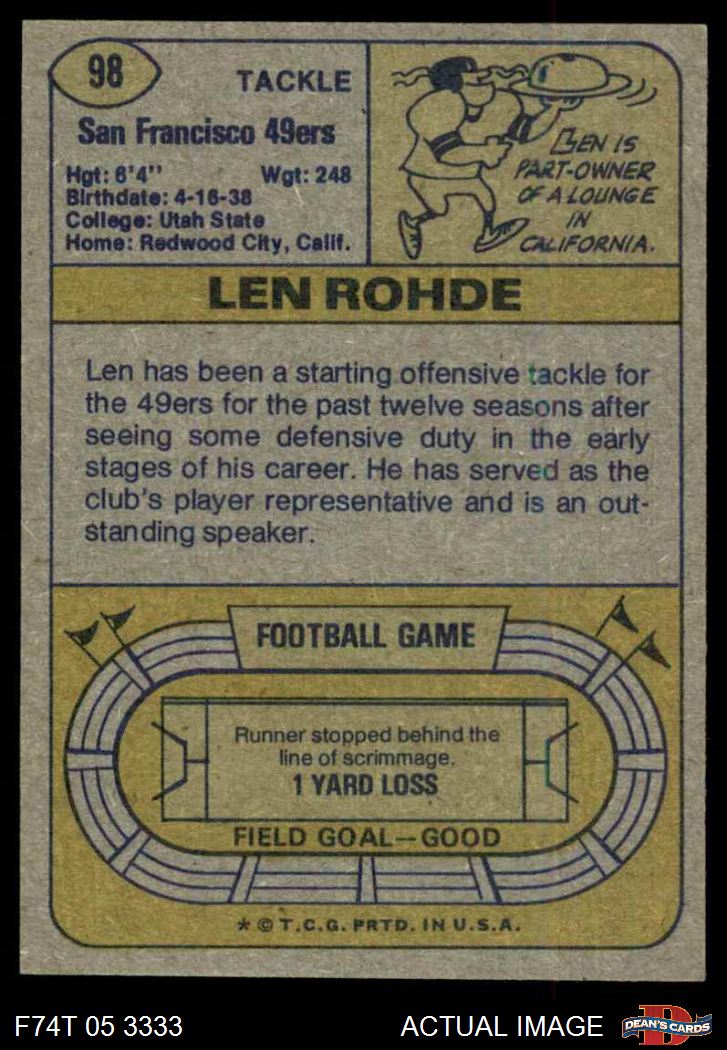 98
TACKLE
San Francisco 49ers
Hgt: 6'4" Wgt: 248
Birthdate: 4-16-38
College: Utah State
Home: Redwood City, Calif.
LEN IS
PART-OWNER
OF A LOUNGE
IN
CALIFORNIA.
LEN ROHDE
Len has been a starting offensive tackle for
the 49ers for the past twelve seasons after
seeing some defensive duty in the early
stages of his career. He has served as the
club's player representative and is an out-
standing speaker.
FOOTBALL GAME
Runner stopped behind the
line of scrimmage.
1 YARD LOSS
FIELD GOAL—GOOD
* © T.C.G. PRTD. IN U.S.A.
F74T 05 3333
ACTUAL IMAGE
D
DEAN'S CARDS